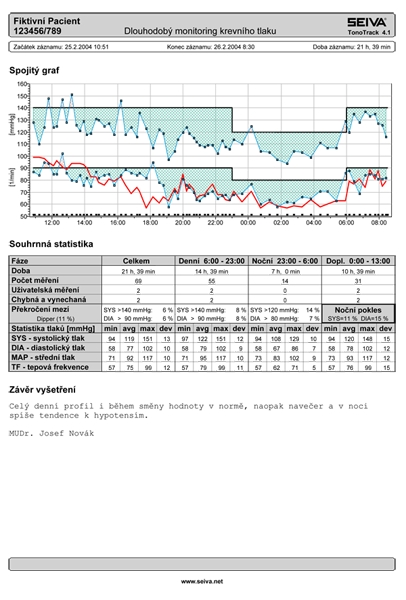 Fiktivní Pacient
123456/789
Dlouhodobý monitoring krevního tlaku
SEIVA
TonoTrack 4.1
Začátek záznamu: 25.2.2004 10:51 Konec záznamu: 26.2.2004 8:30 Doba záznamu: 21 h, 39 min
Spojitý graf
160
150
140
130
120
110
100
90
80
70
60
50
[mmHg]
[1/min]
12:00 14:00 16:00 18:00 20:00 22:00 00:00 02:00 04:00 06:00 08:00
Souhrnná statistika
Fáze Celkem Denní 6:00 - 23:00 Noční 23:00 - 6:00 Dopl. 0:00 - 13:00
Doba 21 h, 39 min 14 h, 39 min 7 h, 0 min 10 h, 39 min
Počet měření 69 55 14 31
Uživatelská měření 2 2 0 2
Chybná a vynechaná 2 2 0 2
Překročení mezí SYS >140 mmHg: 6 % SYS >140 mmHg: 8 % SYS >120 mmHg: 14 % Noční pokles
Dipper (11 %) DIA > 90 mmHg: 6 % DIA > 90 mmHg: 8 % DIA > 80 mmHg: 7 % SYS=11 % DIA=15 %
Statistika tlaků [mmHg] min avg max dev min avg max dev min avg max dev min avg max dev
SYS - systolický tlak 94 119 151 13 97 122 151 12 94 108 129 10 94 120 148 15
DIA - diastolický tlak 58 77 102 10 58 79 102 9 58 67 86 7 58 78 102 12
MAP - střední tlak 71 92 117 10 71 95 117 10 73 83 102 9 73 93 117 12
TF - tepová frekvence 57 75 99 12 57 79 99 11 57 62 71 5 57 76 99 15
Závěr vyšetření
Celý denní profil i během směny hodnoty v normě, naopak navečer a v noci
spíše tendence k hypotensím.
MUDr. Josef Novák
www.seiva.net